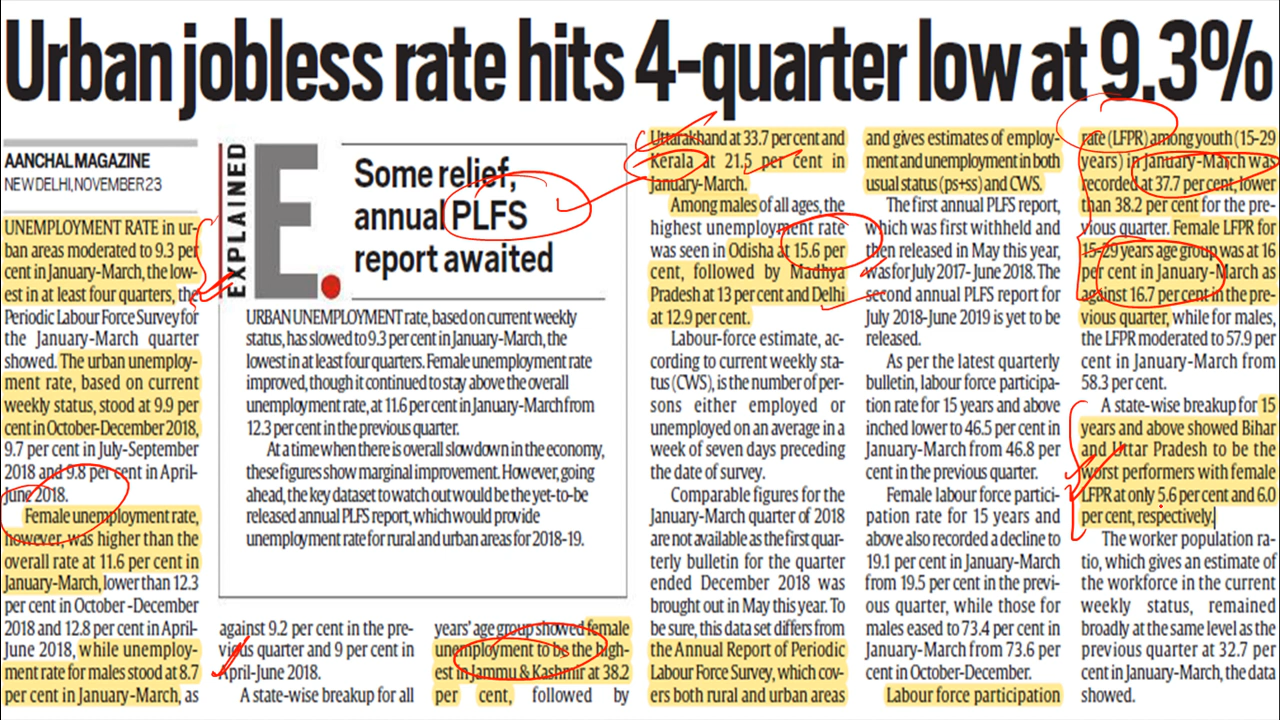 Urban jobless rate hits 4-quarter low at 9.3%
AANCHAL MAGAZINE
NEW DELHI, NOVEMBER 23
UNEMPLOYMENT RATE in ur-
ban areas moderated to 9.3 per
cent in January-March, the low-
est in at least four quarters, the
Periodic Labour Force Survey for
the January-March quarter
showed. The urban unemploy-
ment rate, based on current
weekly status, stood at 9.9 per
cent in October-December 2018,
9.7 per cent in July-September
2018 and 9.8 per cent in April-
June 2018.
Female unemployment rate,
however, was higher than the
overall rate at 11.6 per cent in
January-March, lower than 12.3
per cent in October -December
2018 and 12.8 per cent in April-
June 2018, while unemploy-
ment rate for males stood at 8.7
per cent in January-March, as
EXPLAINED
E.
Some relief,
annual PLFS
report awaited
URBAN UNEMPLOYMENT rate, based on current weekly
status, has slowed to 9.3 per cent in January-March, the
lowest in at least four quarters. Female unemployment rate
improved, though it continued to stay above the overall
unemployment rate, at 11.6 per cent in January-March from
12.3 per cent in the previous quarter.
At a time when there is overall slowdown in the economy,
these figures show marginal improvement. However, going
ahead, the key dataset to watch out would be the yet-to-be
released annual PLFS report, which would provide
unemployment rate for rural and urban areas for 2018-19.
against 9.2 per cent in the pre-
vious quarter and 9 per cent in
April-June 2018.
A state-wise breakup for all
years' age group showed female
unemployment to be the high-
est in Jammu & Kashmir at 38.2
per cent, followed by
Uttarakhand at 33.7 per cent and
Kerala at 21.5 per cent in
January-March.
Among males of all ages, the
highest unemployment rate
was seen in Odisha at 15.6 per
cent, followed by Madhya
Pradesh at 13 per cent and Delhi
at 12.9 per cent.
Labour-force estimate, ac-
cording to current weekly sta-
tus (CWS), is the number of per-
sons either employed or
unemployed on an average in a
week of seven days preceding
the date of survey.
Comparable figures for the
January-March quarter of 2018
are not available as the first quar-
terly bulletin for the quarter
ended December 2018 was
brought out in May this year. To
be sure, this data set differs from
the Annual Report of Periodic
Labour Force Survey, which cov-
ers both rural and urban areas
and gives estimates of employ-
ment and unemployment in both
usual status (ps+ss) and CWS.
The first annual PLFS report,
which was first withheld and
then released in May this year,
was for July 2017- June 2018. The
second annual PLFS report for
July 2018-June 2019 is yet to be
released.
As per the latest quarterly
bulletin, labour force participa-
tion rate for 15 years and above
inched lower to 46.5 per cent in
January-March from 46.8 per
cent in the previous quarter.
Female labour force partici-
pation rate for 15 years and
above also recorded a decline to
19.1 per cent in January-March
from 19.5 per cent in the previ-
ous quarter, while those for
males eased to 73.4 per cent in
January-March from 73.6 per
cent in October-December.
Labour force participation
rate (LFPR) among youth (15-29
years) in January-March was
recorded at 37.7 per cent, lower
than 38.2 per cent for the pre-
vious quarter. Female LFPR for
15-29 years age group was at 16
per cent in January-March as
against 16.7 per cent in the pre-
vious quarter, while for males,
the LFPR moderated to 57.9 per
cent in January-March from
58.3 per cent.
A state-wise breakup for 15
years and above showed Bihar
and Uttar Pradesh to be the
worst performers with female
LFPR at only 5.6 per cent and 6.0
per cent, respectively.
The worker population ra-
tio, which gives an estimate of
the workforce in the current
weekly status, remained
broadly at the same level as the
previous quarter at 32.7 per
cent in January-March, the data
showed.